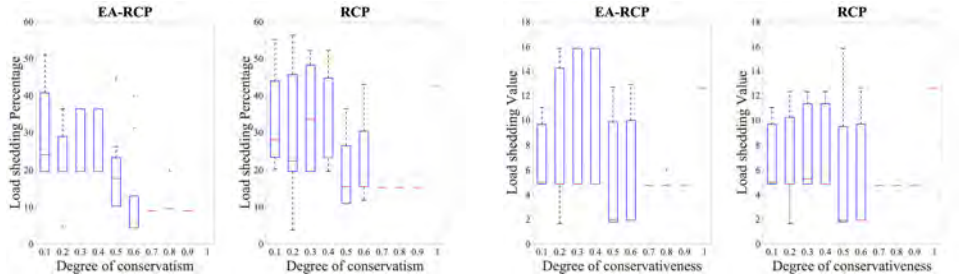 EA-RCP
RCP
EA-RCP
RCP
Load shedding Percentage
60
50
40
30
20
10
0
0.1 0.2 0.3 0.4 0.5 0.6 0.7 0.8 0.9 1
Degree of conservatism
Load shedding Percentage
60
50
40
30
20
10
0
0.1 0.2 0.3 0.4 0.5 0.6 0.7 0.8 0.9 1
Degree of conservatism
Load shedding Value
18
16
14
12
10
8
6
4
2
0
0.1 0.2 0.3 0.4 0.5 0.6 0.7 0.8 0.9 1
Degree of conservativeness
Load shedding Value
18
16
14
12
10
8
6
4
2
0
0.1 0.2 0.3 0.4 0.5 0.6 0.7 0.8 0.9 1
Degree of conservativeness